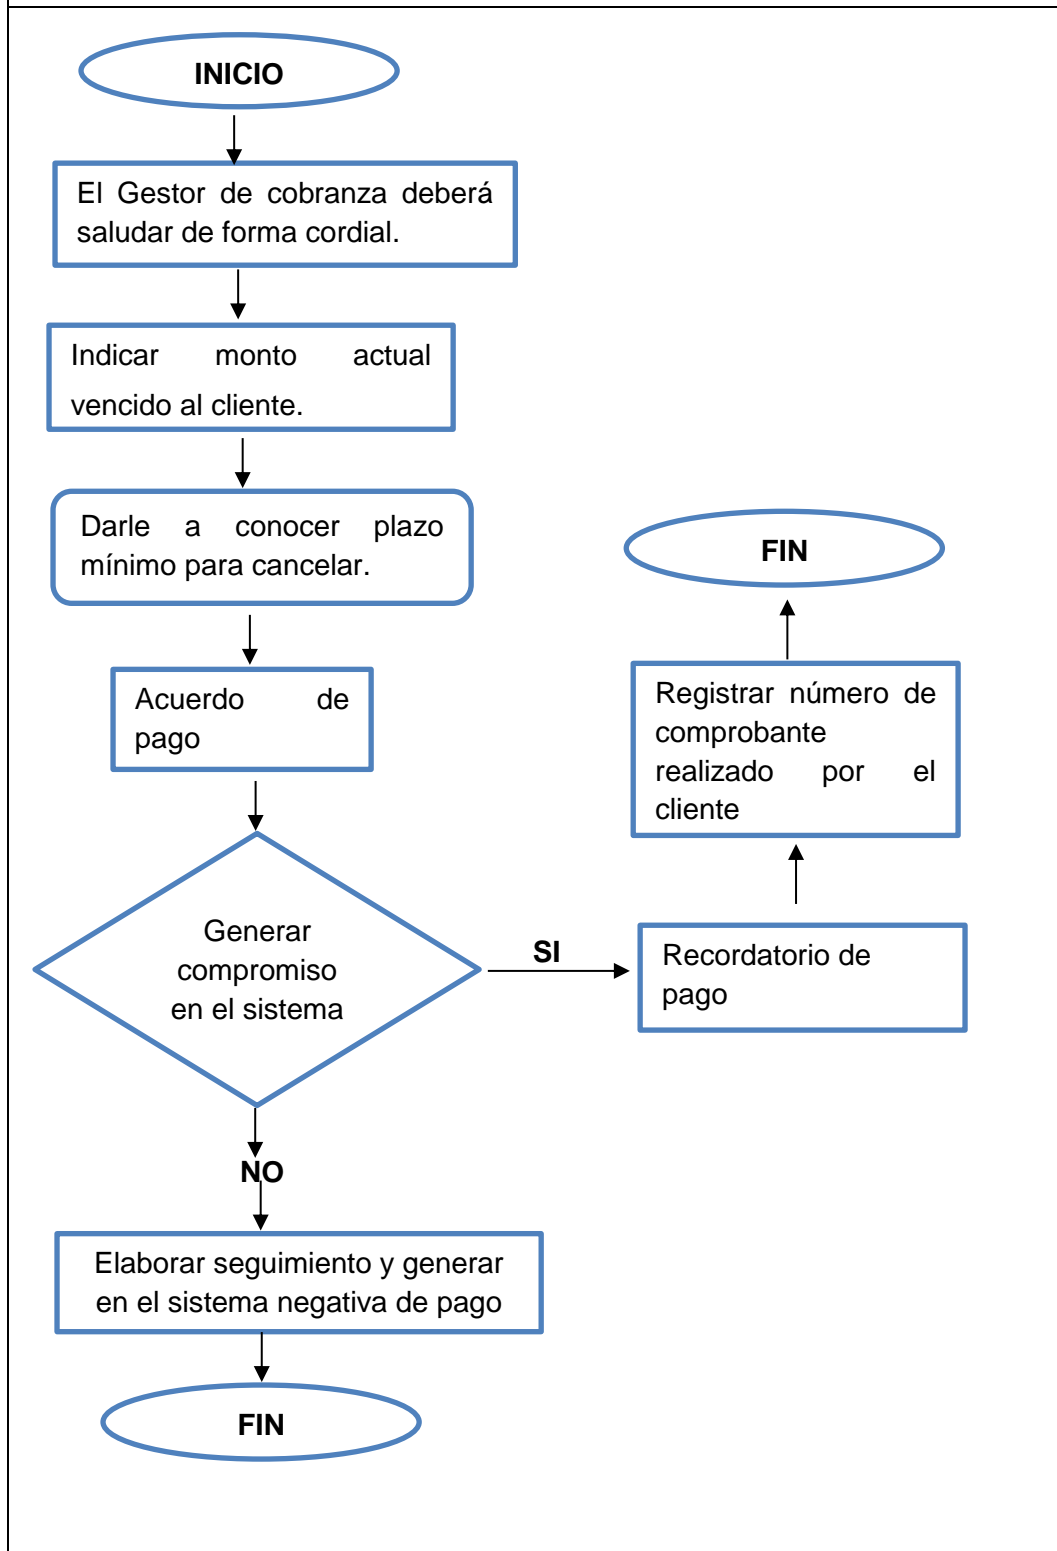 INICIO
El Gestor de cobranza deberá
saludar de forma cordial.
Indicar monto actual
vencido al cliente.
Darle a conocer plazo
mínimo para cancelar.
Acuerdo de
pago
Generar
compromiso
en el sistema
SI
Recordatorio de
pago
Registrar número de
comprobante
realizado por el
cliente
FIN
NO
Elaborar seguimiento y generar
en el sistema negativa de pago
FIN